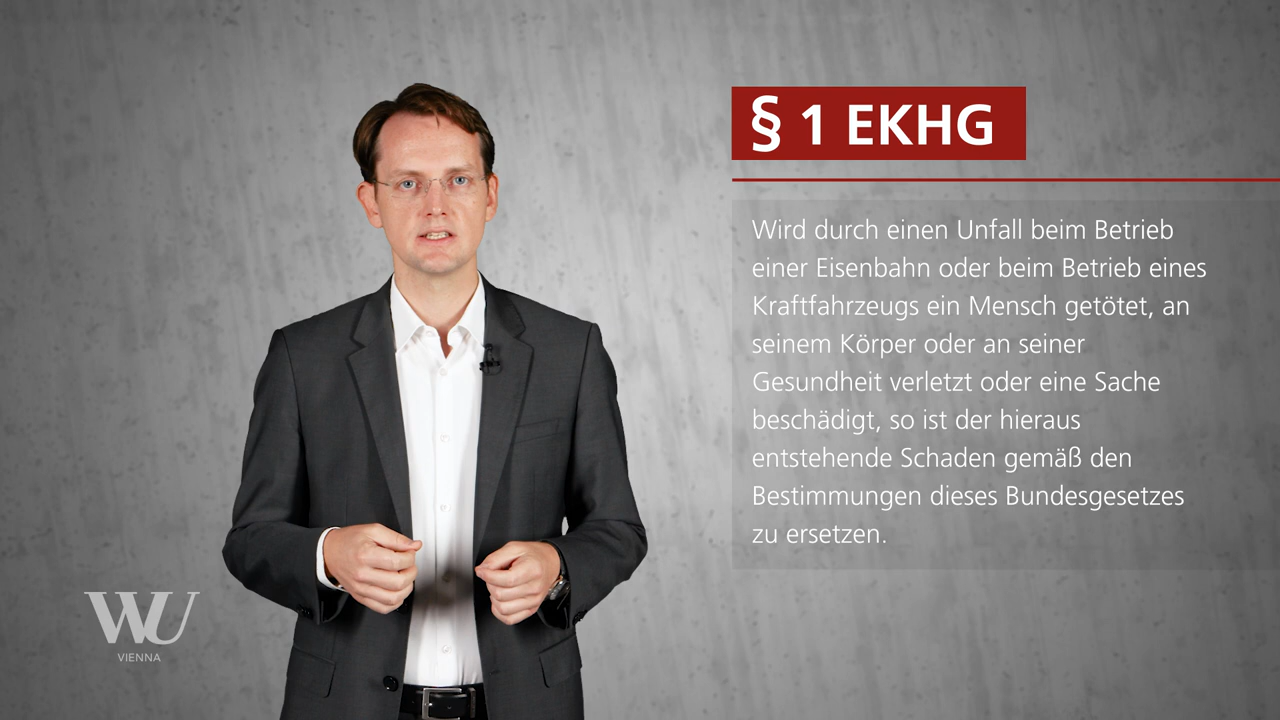 § 1 EKHG
Wird durch einen Unfall beim Betrieb
einer Eisenbahn oder beim Betrieb eines
Kraftfahrzeugs ein Mensch getötet, an
seinem Körper oder an seiner
Gesundheit verletzt oder eine Sache
beschädigt, so ist der hieraus
entstehende Schaden gemäß den
Bestimmungen dieses Bundesgesetzes
zu ersetzen.
WU
VIENNA